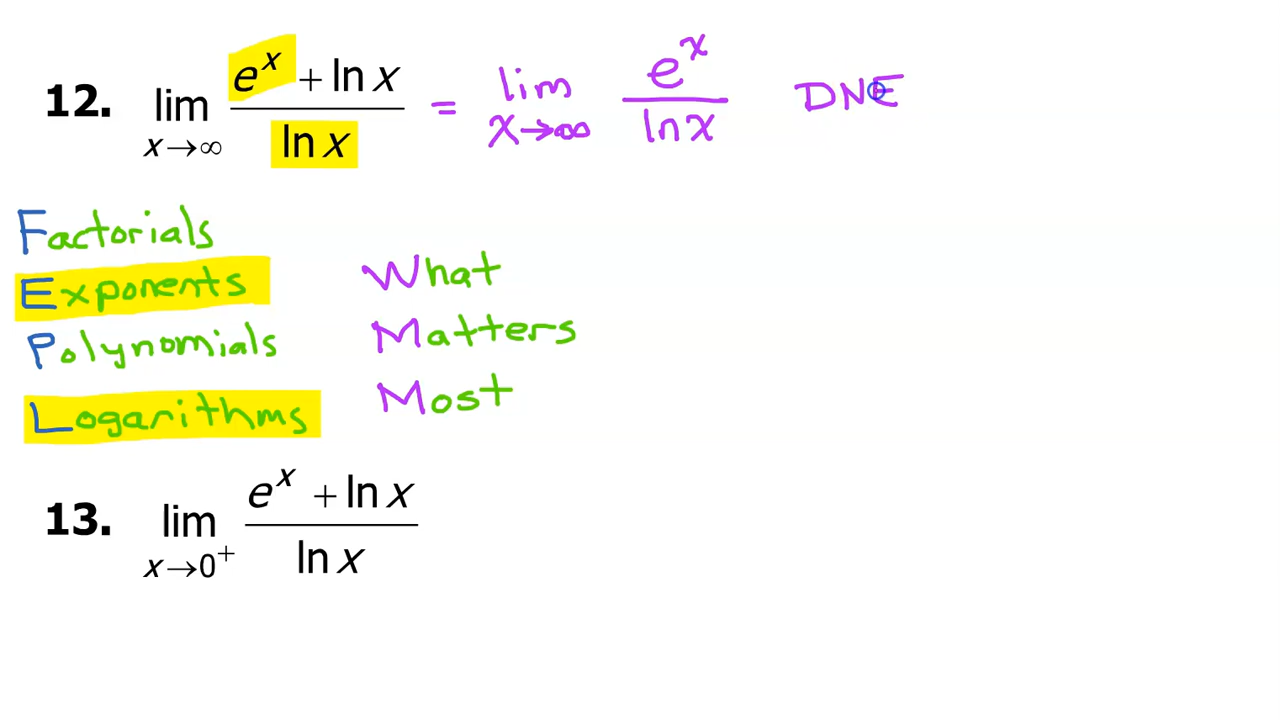 12. lim x→∞ (e^x + ln x)/(ln x) = lim x→∞ e^x/ln x DNE
Factorials
Exponents What
Polynomials Matters
Logarithms Most
13. lim x→0⁺ (e^x + ln x)/(ln x)